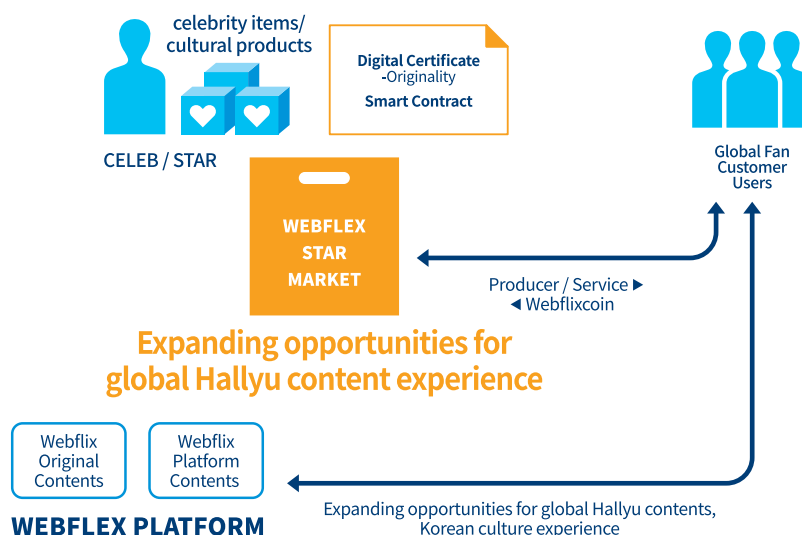 celebrity items/
cultural products
Digital Certificate
-Originality
Smart Contract
CELEB / STAR
Global Fan
Customer
Users
WEBFLEX
STAR
MARKET
Producer / Service ▶
◀ Webflixcoin
Expanding opportunities for
global Hallyu content experience
Webflix
Original
Contents
Webflix
Platform
Contents
Expanding opportunities for global Hallyu contents,
Korean culture experience
WEBFLEX PLATFORM